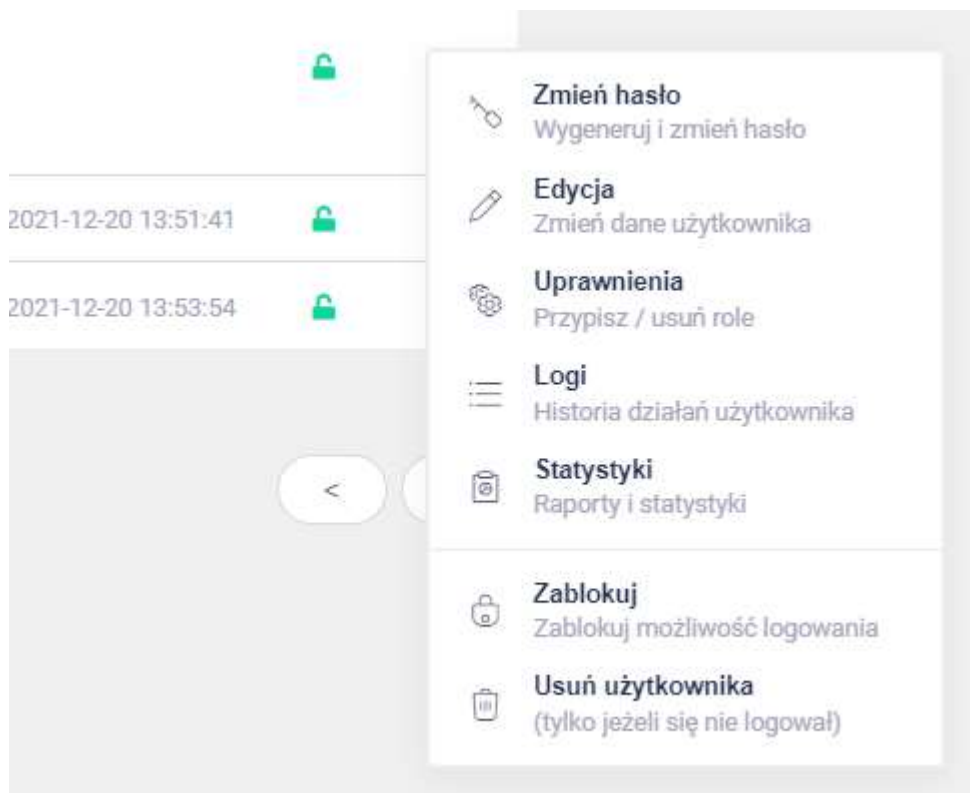 Zmień hasło
Wygeneruj i zmień hasło
Edycja
2021-12-20 13:51:41
Zmień dane użytkownika
Uprawnienia
2021-12-20 13:53:54
Przypisz / usuń role
Logi
Historia działań użytkownika
Statystyki
<
Raporty i statystyki
Zablokuj
Zablokuj możliwość logowania
Usuń użytkownika
(tylko jeżeli się nie logował)